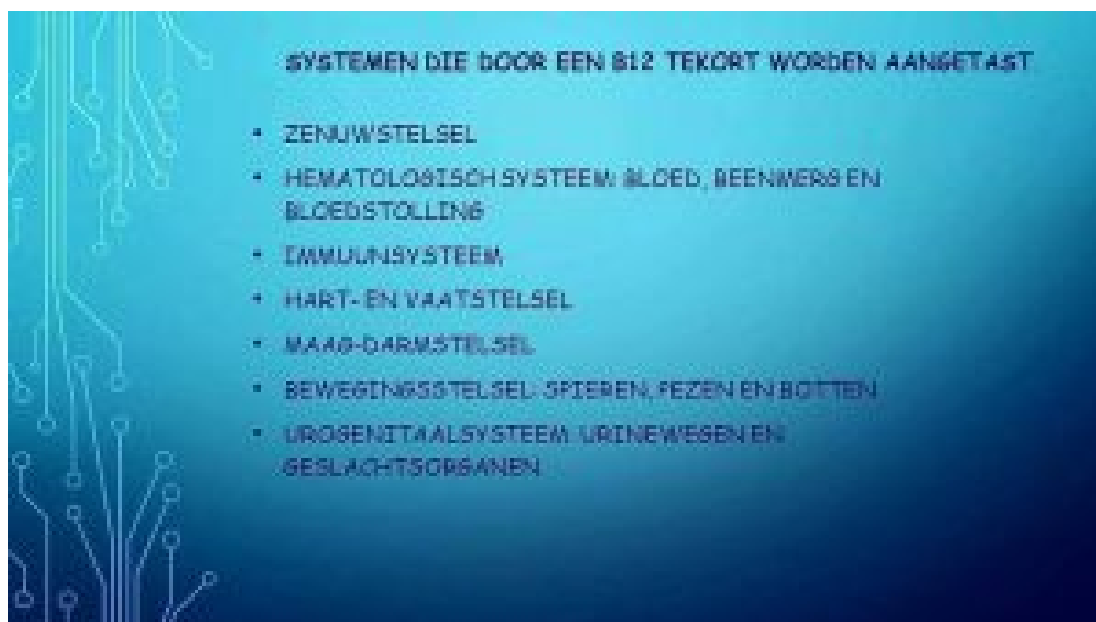 SYSTEMEN DIE DOOR EEN B12 TEKORT WORDEN AANGETAST
• ZENUWSTELSEL
• HEMATOLOGISCH SYSTEEM: BLOED, BEENMERG EN
BLOEDSTOLLING
• IMMUUNSYSTEEM
• HART- EN VAATSTELSEL
• MAAG-DARMSTELSEL
• BEWEGINGSSTELSEL: SPIEREN, PEZEN EN BOTTEN
• UROGENITAALSYSTEEM: URINEWEGEN EN
GESLACHTSORGANEN